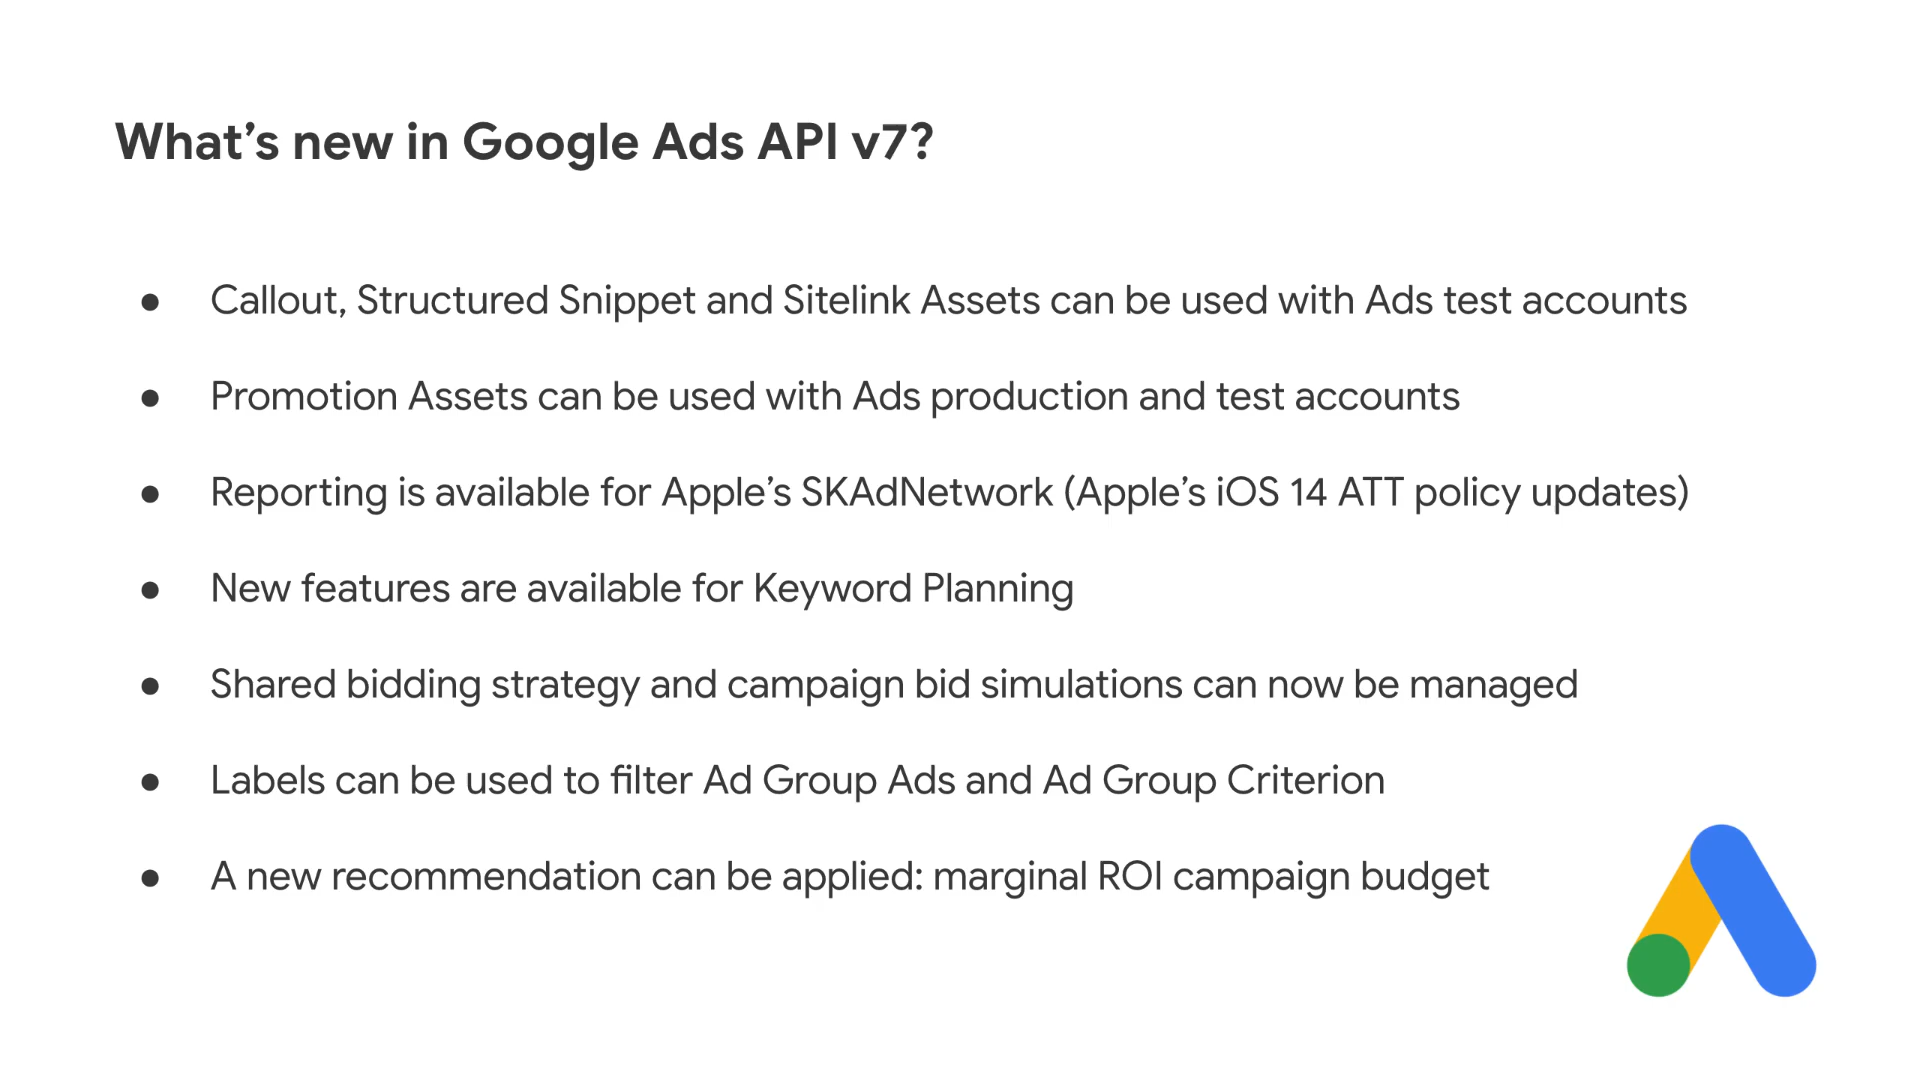 What’s new in Google Ads API v7?
● Callout, Structured Snippet and Sitelink Assets can be used with Ads test accounts
● Promotion Assets can be used with Ads production and test accounts
● Reporting is available for Apple’s SKAdNetwork (Apple’s iOS 14 ATT policy updates)
● New features are available for Keyword Planning
● Shared bidding strategy and campaign bid simulations can now be managed
● Labels can be used to filter Ad Group Ads and Ad Group Criterion
● A new recommendation can be applied: marginal ROI campaign budget